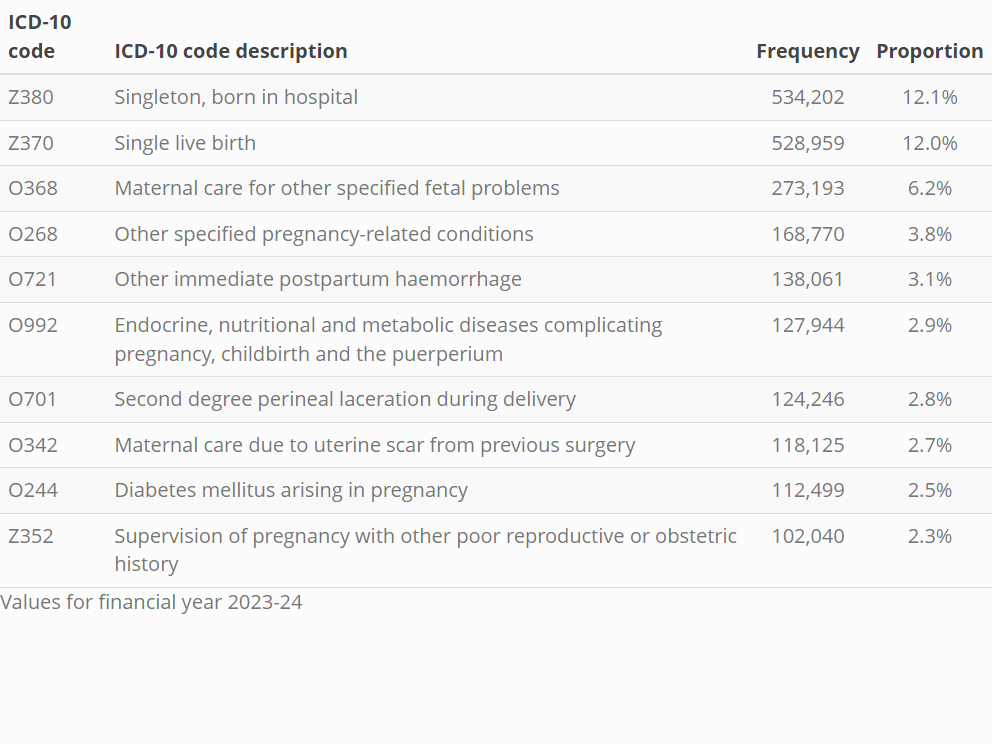 ICD-10
code ICD-10 code description Frequency Proportion
Z380 Singleton, born in hospital 534,202 12.1%
Z370 Single live birth 528,959 12.0%
O368 Maternal care for other specified fetal problems 273,193 6.2%
O268 Other specified pregnancy-related conditions 168,770 3.8%
O721 Other immediate postpartum haemorrhage 138,061 3.1%
O992 Endocrine, nutritional and metabolic diseases complicating 127,944 2.9%
pregnancy, childbirth and the puerperium
O701 Second degree perineal laceration during delivery 124,246 2.8%
O342 Maternal care due to uterine scar from previous surgery 118,125 2.7%
O244 Diabetes mellitus arising in pregnancy 112,499 2.5%
Z352 Supervision of pregnancy with other poor reproductive or obstetric 102,040 2.3%
history
Values for financial year 2023-24